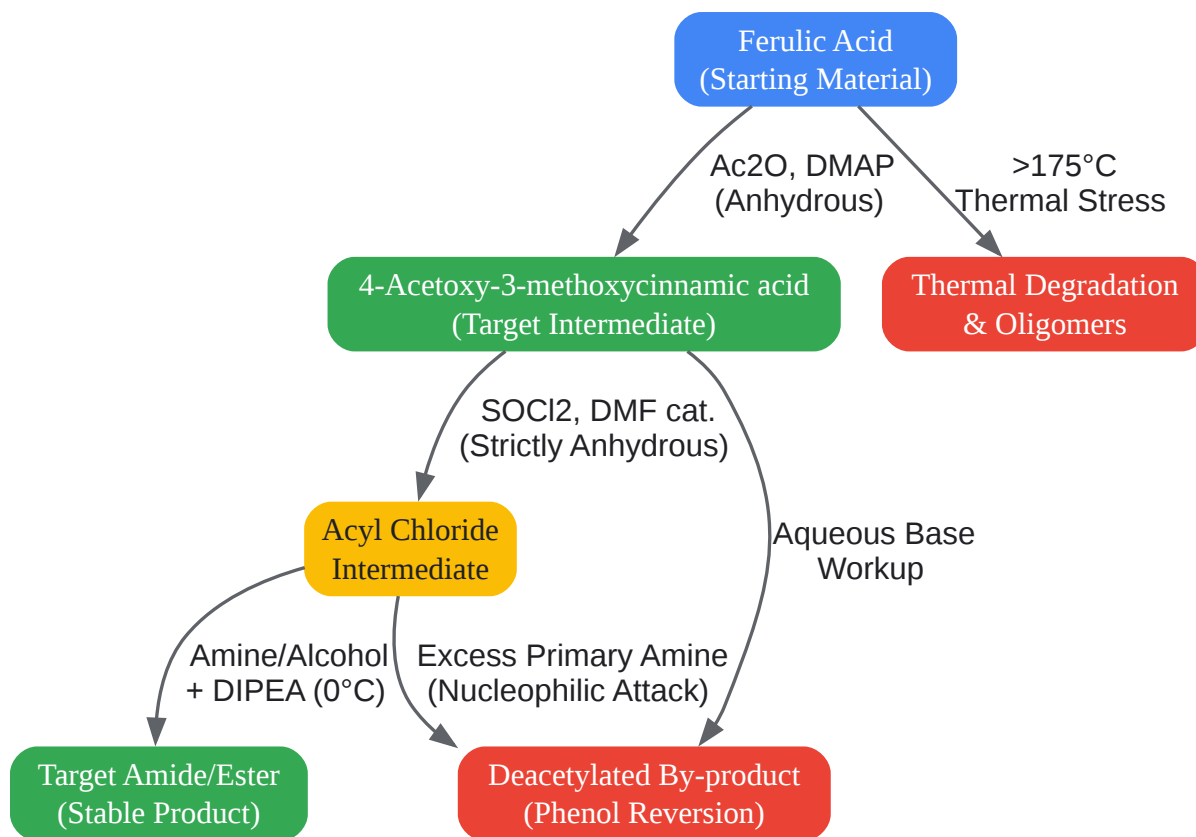 Ferulic Acid
(Starting Material)
Ac2O, DMAP
(Anhydrous)
>175°C
Thermal Stress
4-Acetoxy-3-methoxycinnamic acid
(Target Intermediate)
Thermal Degradation
& Oligomers
SOCl2, DMF cat.
(Strictly Anhydrous)
Acyl Chloride
Intermediate
Aqueous Base
Workup
Amine/Alcohol
+ DIPEA (0°C)
Excess Primary Amine
(Nucleophilic Attack)
Target Amide/Ester
(Stable Product)
Deacetylated By-product
(Phenol Reversion)